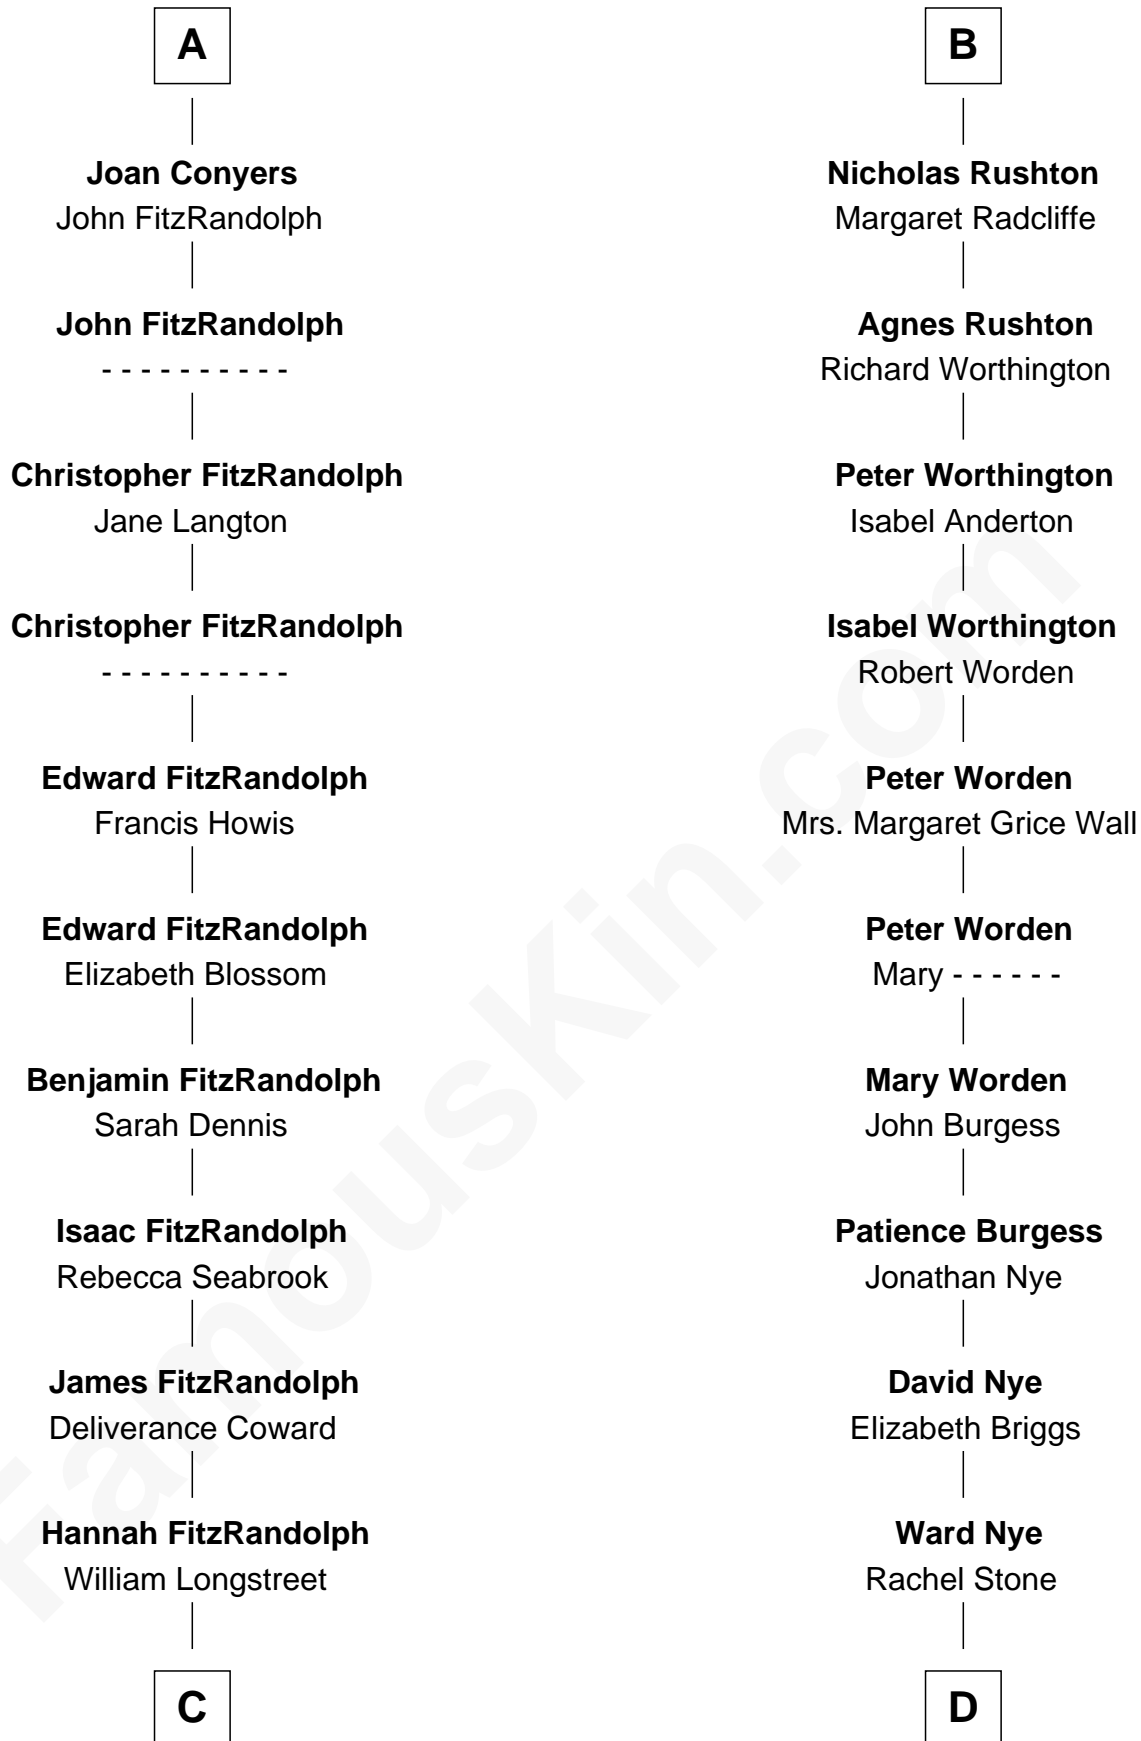 A
Joan Conyers
John FitzRandolph
John FitzRandolph
- - - - - - - - - -
Christopher FitzRandolph
Jane Langton
Christopher FitzRandolph
- - - - - - - - - -
Edward FitzRandolph
Francis Howis
Edward FitzRandolph
Elizabeth Blossom
Benjamin FitzRandolph
Sarah Dennis
Isaac FitzRandolph
Rebecca Seabrook
James FitzRandolph
Deliverance Coward
Hannah FitzRandolph
William Longstreet
C
B
Nicholas Rushton
Margaret Radcliffe
Agnes Rushton
Richard Worthington
Peter Worthington
Isabel Anderton
Isabel Worthington
Robert Worden
Peter Worden
Mrs. Margaret Grice Wall
Peter Worden
Mary - - - - - -
Mary Worden
John Burgess
Patience Burgess
Jonathan Nye
David Nye
Elizabeth Briggs
Ward Nye
Rachel Stone
D
FamousKin.com